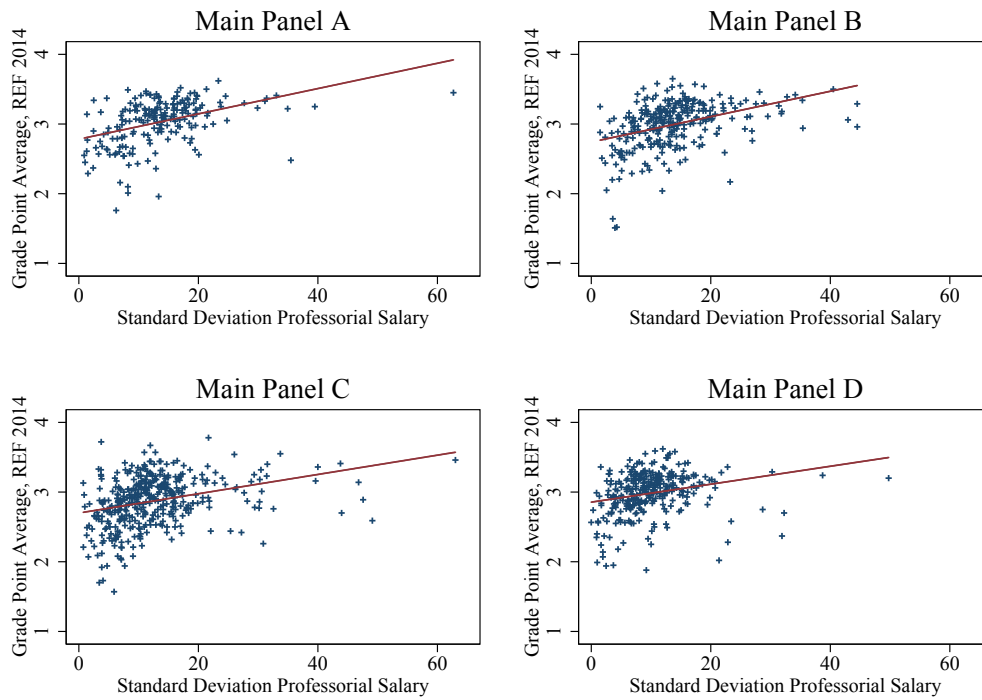 Main Panel A
Grade Point Average, REF 2014
4
3
2
1
0
20
40
60
Standard Deviation Professorial Salary
Main Panel B
Grade Point Average, REF 2014
4
3
2
1
0
20
40
60
Standard Deviation Professorial Salary
Main Panel C
Grade Point Average, REF 2014
4
3
2
1
0
20
40
60
Standard Deviation Professorial Salary
Main Panel D
Grade Point Average, REF 2014
4
3
2
1
0
20
40
60
Standard Deviation Professorial Salary